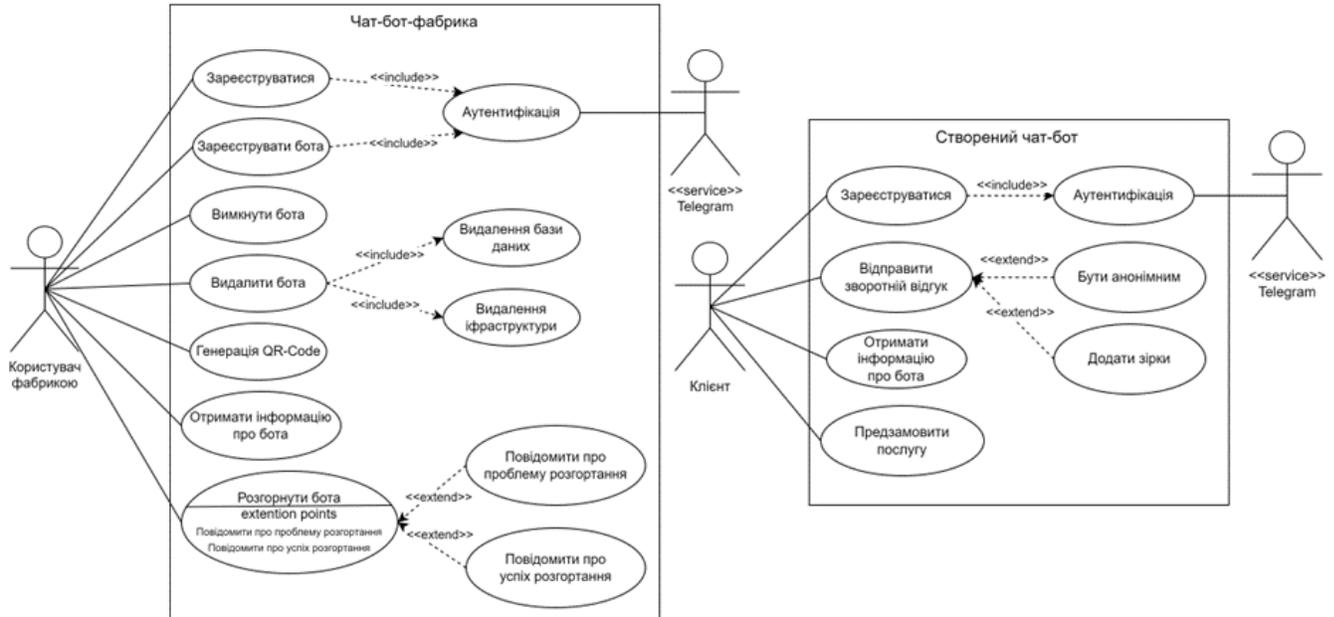 Чат-бот-фабрика
Зареєструватися
<<include>>
Аутентифікація
Зареєструвати бота
<<include>>
<<service>>
Telegram
Вимкнути бота
Видалити бота
<<include>>
Видалення бази
даних
<<include>>
Видалення
іфраструктури
Генерація QR-Code
Користувач
фабрикою
Отримати інформацію
про бота
Розгорнути бота
extention points
Повідомити про проблему розгортання
Повідомити про успіх розгортання
<<extend>>
Повідомити про
проблему розгортання
<<extend>>
Повідомити про
успіх розгортання
Створений чат-бот
Зареєструватися
<<include>>
Аутентифікація
<<service>>
Telegram
Відправити
зворотній відгук
<<extend>>
Бути анонімним
<<extend>>
Додати зірки
Отримати
інформацію
про бота
Клієнт
Предзамовити
послугу